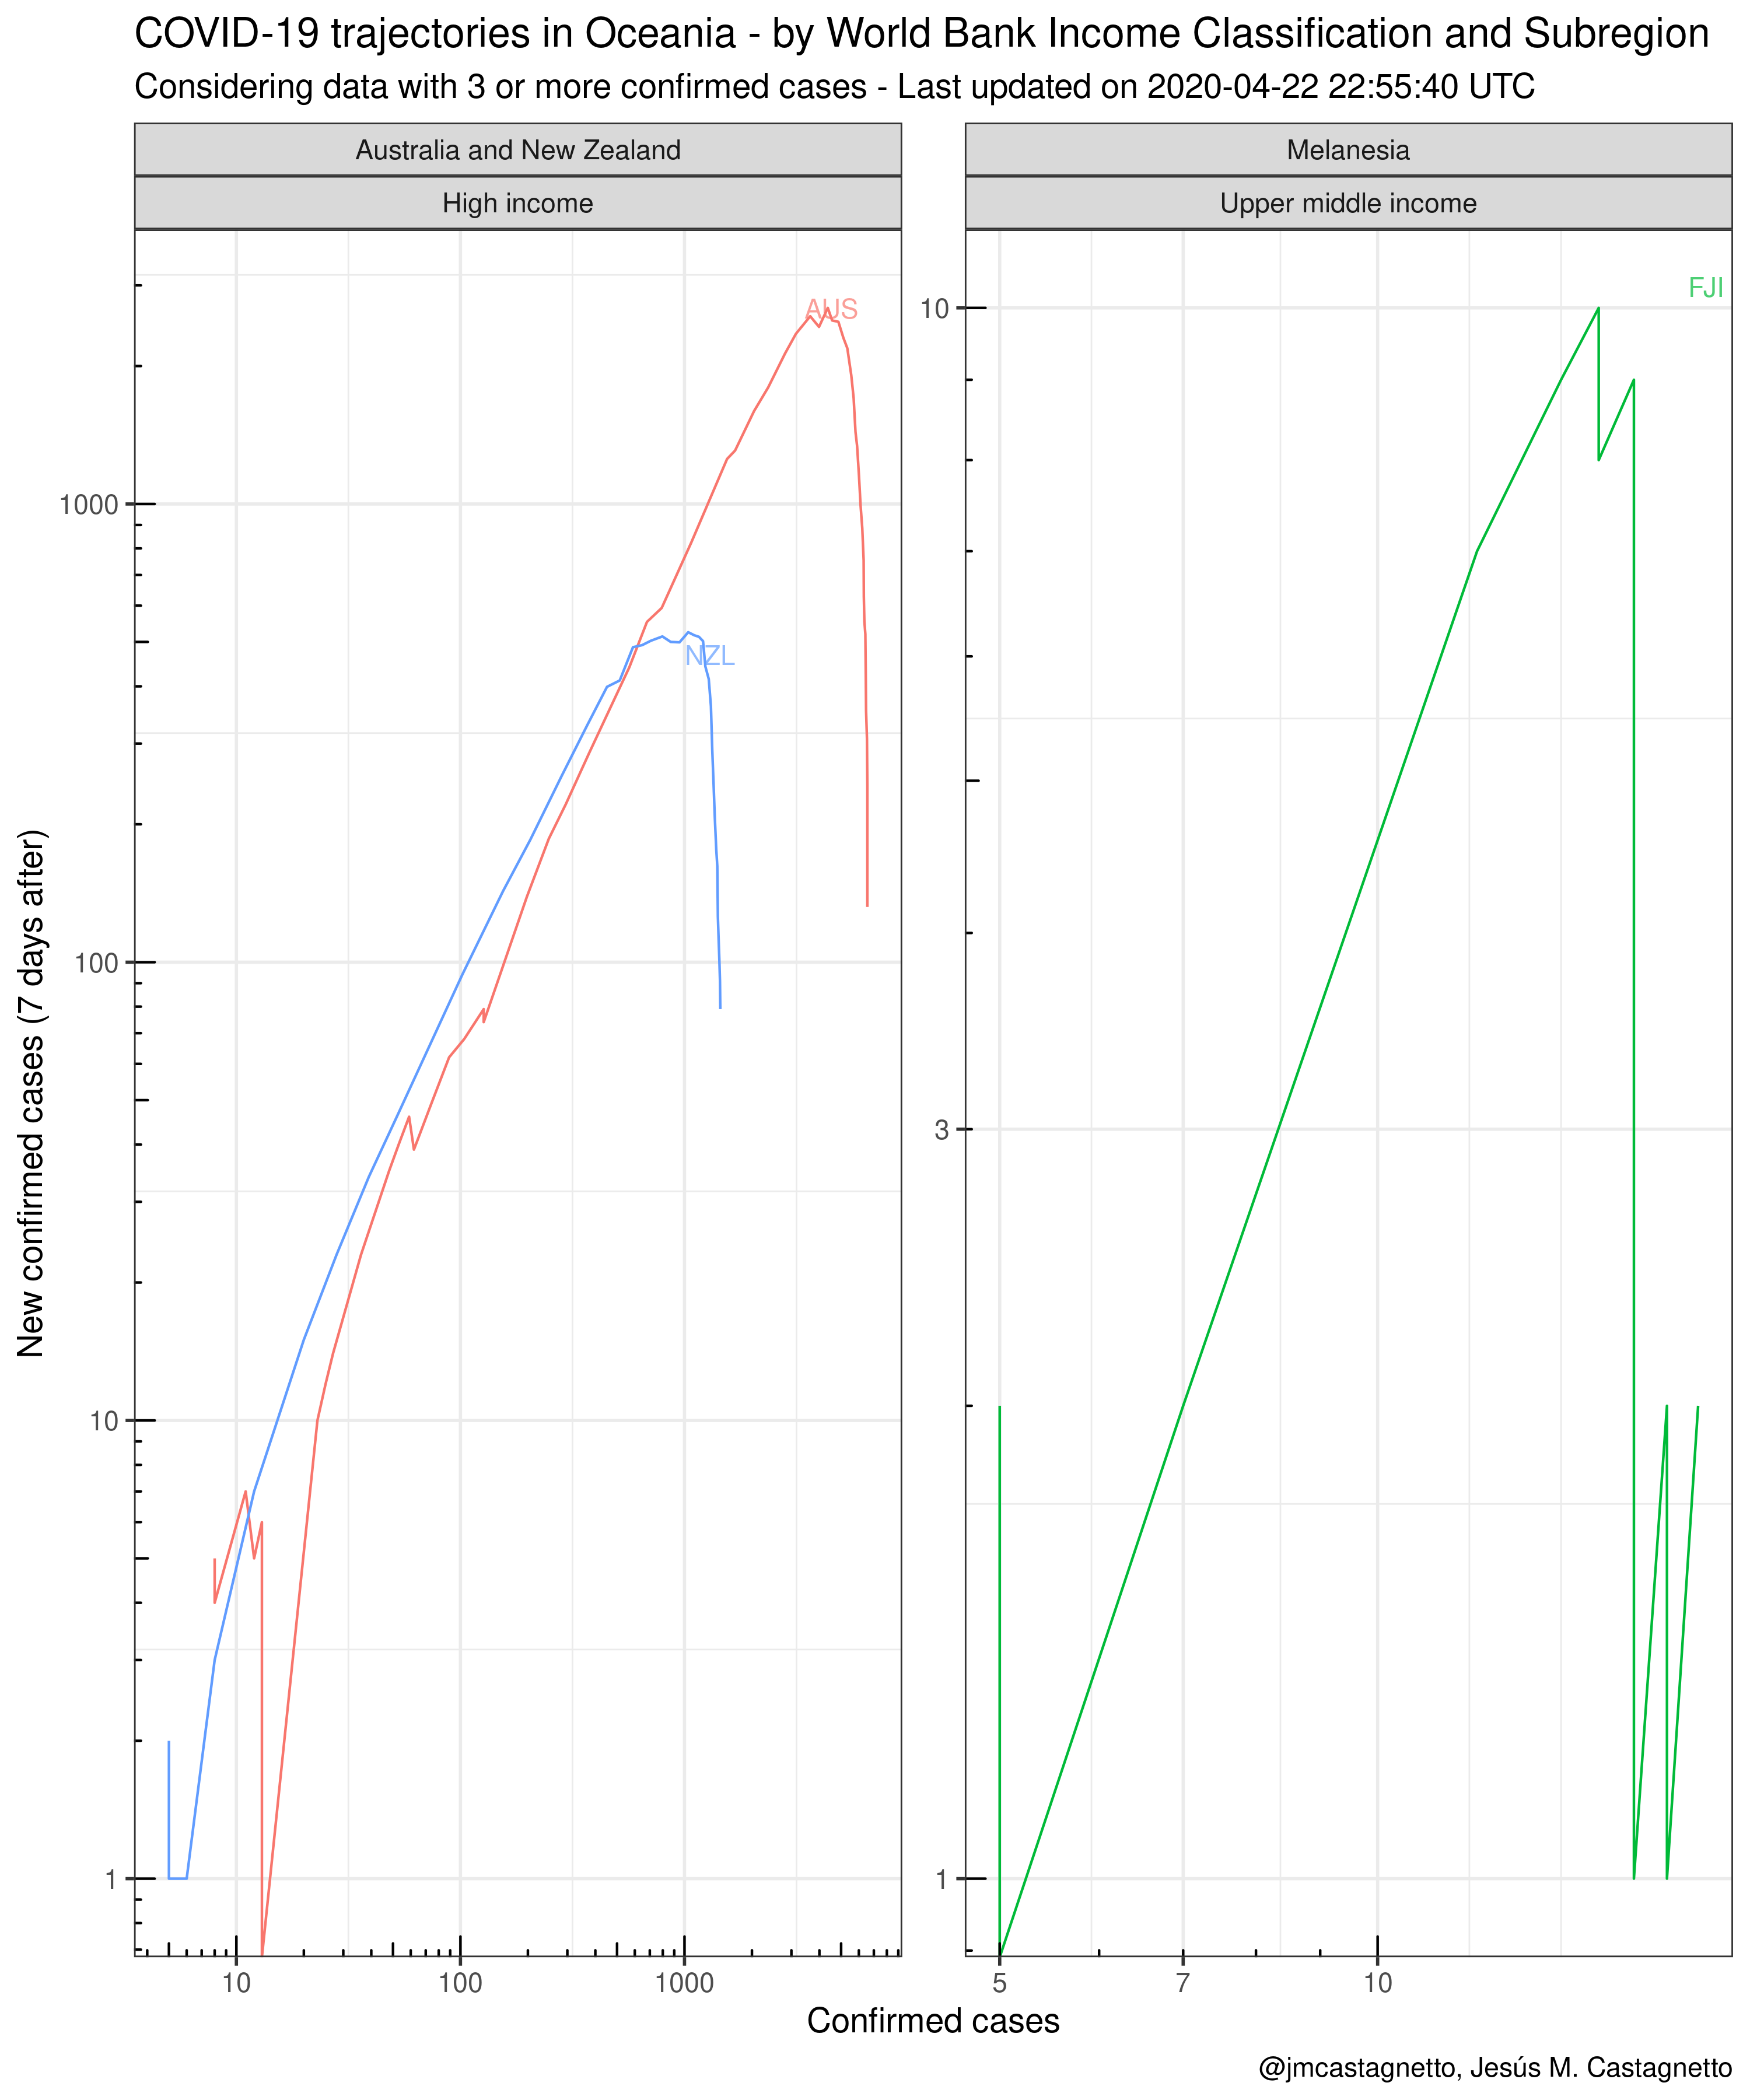 COVID-19 trajectories in Oceania - by World Bank Income Classification and Subregion
Considering data with 3 or more confirmed cases - Last updated on 2020-04-22 22:55:40 UTC
Australia and New Zealand
High income
Melanesia
Upper middle income
New confirmed cases (7 days after)
1000
100
10
1
AUS
NZL
10
100
1000
10
3
1
FJI
5
7
10
Confirmed cases
@jmcastagnetto, Jesús M. Castagnetto